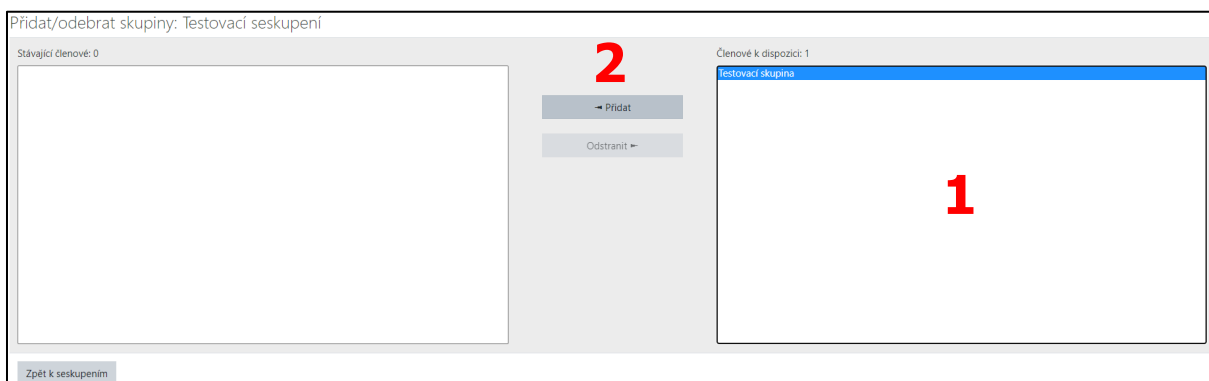 Přidat/odebrat skupiny: Testovací seskupení
Stávající členové: 0
2
Členové k dispozici: 1
Testovací skupina
◄ Přidat
Odstranit ►
1
Zpět k seskupením